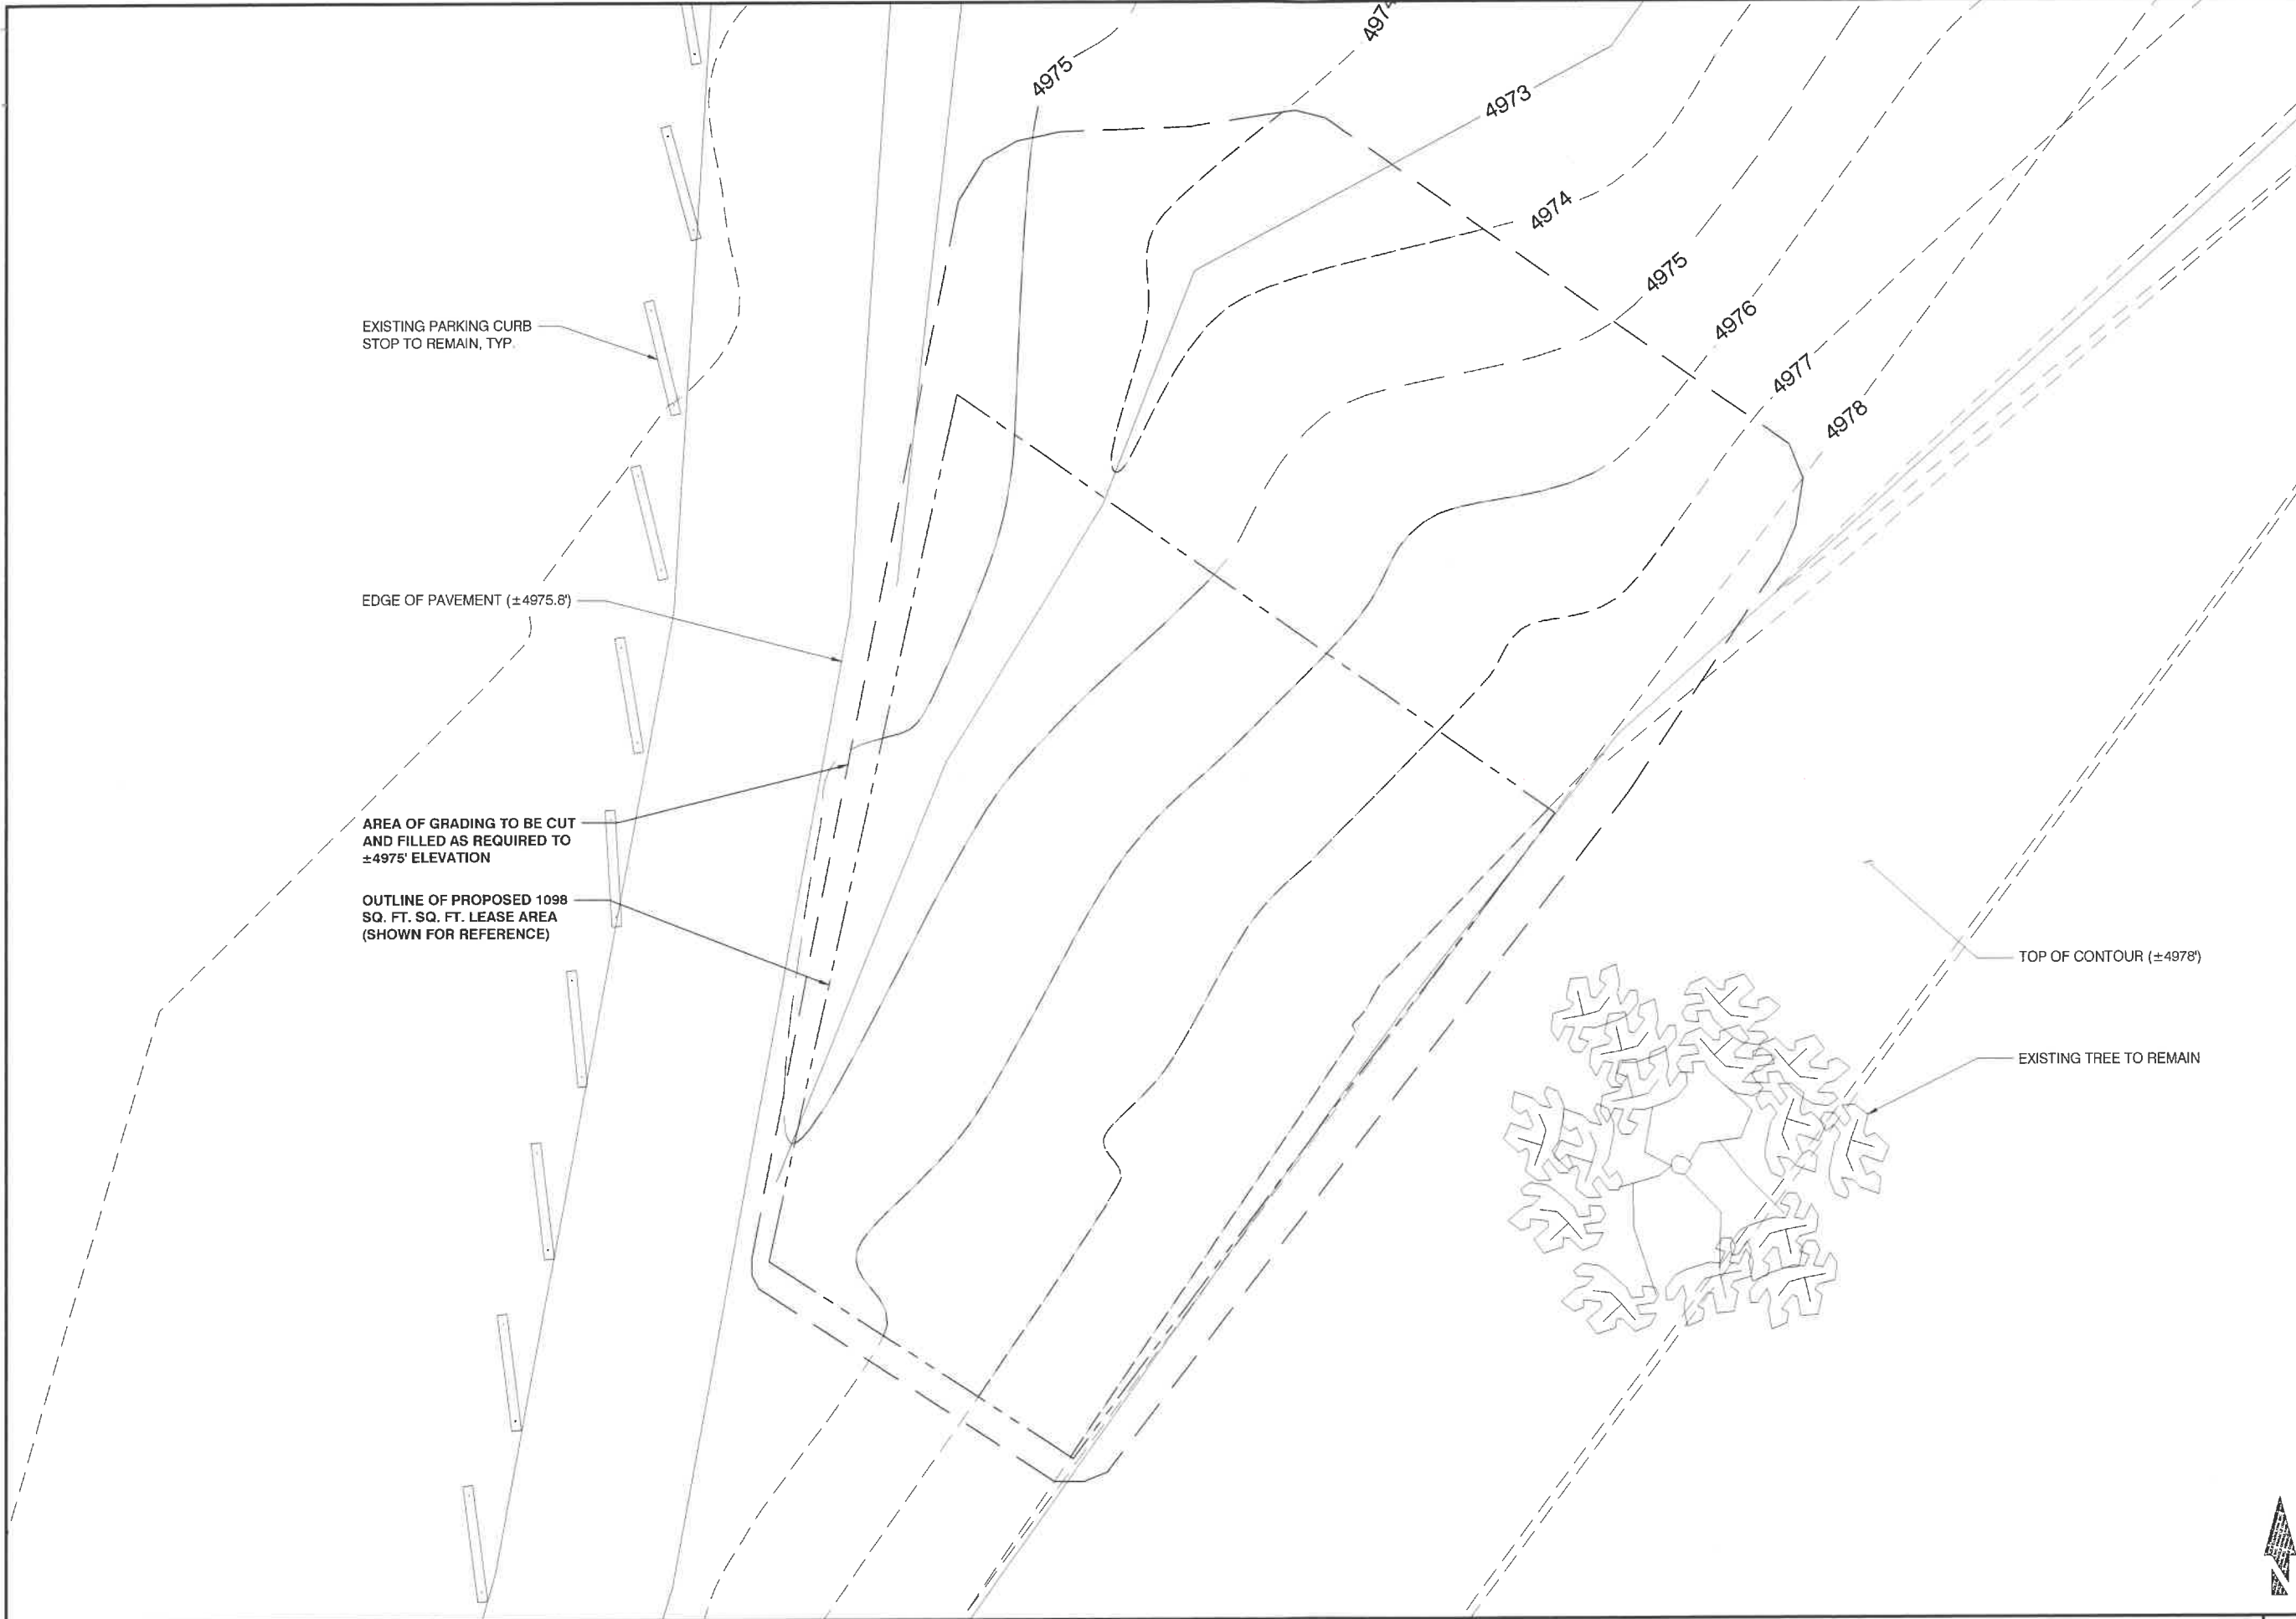 4975
4974
4973
4974
4975
4976
4977
4978
EXISTING PARKING CURB
STOP TO REMAIN, TYP.
EDGE OF PAVEMENT (±4975.8')
AREA OF GRADING TO BE CUT
AND FILLED AS REQUIRED TO
±4975' ELEVATION
OUTLINE OF PROPOSED 1098
SQ. FT. SQ. FT. LEASE AREA
(SHOWN FOR REFERENCE)
TOP OF CONTOUR (±4978')
EXISTING TREE TO REMAIN
N